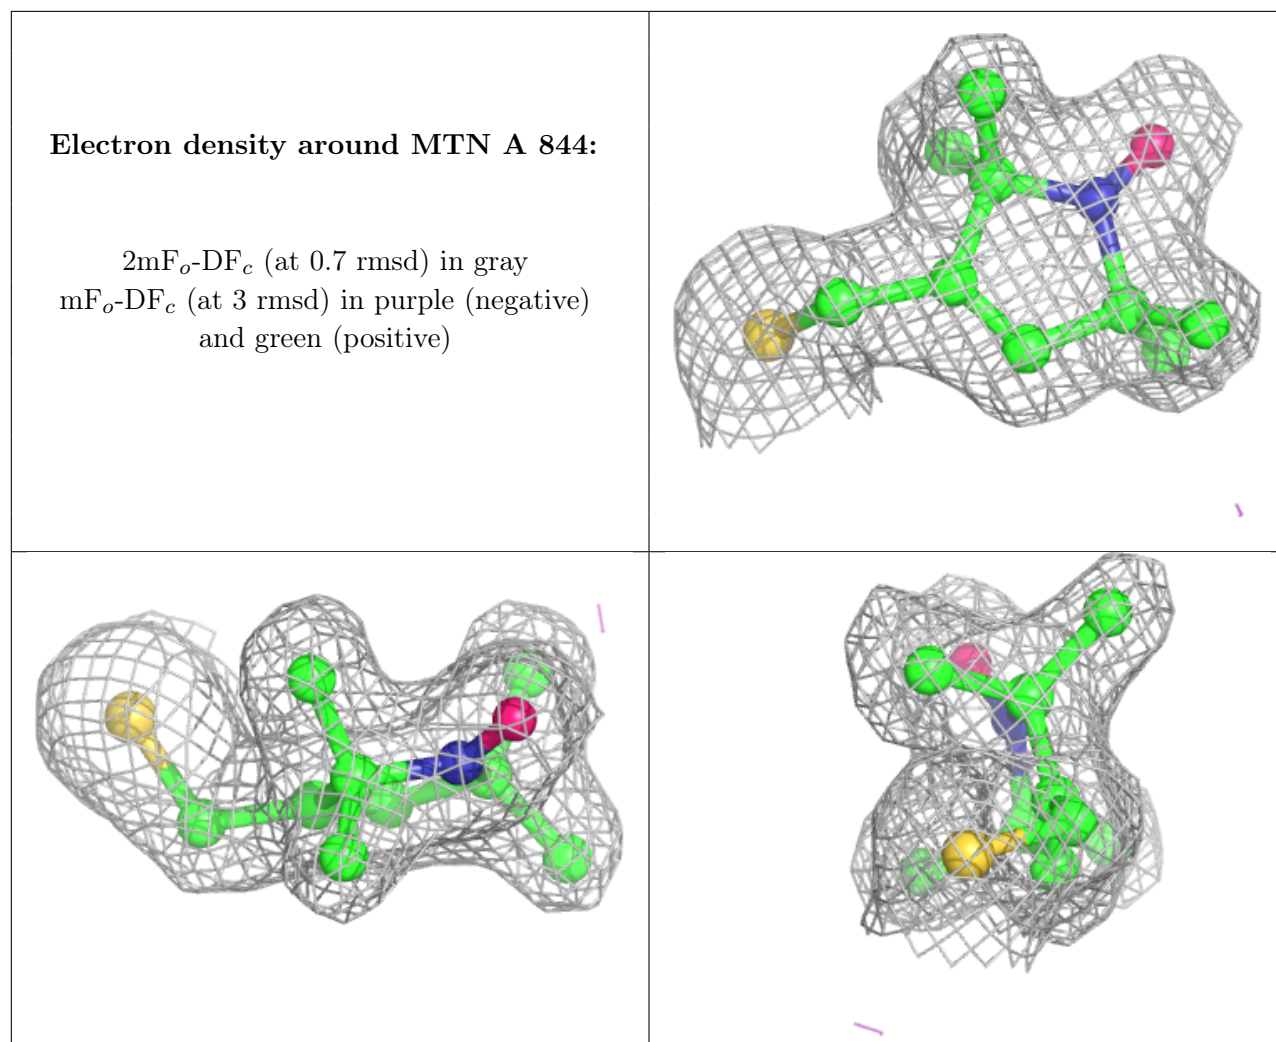 Electron density around MTN A 844:
2mFo-DFc (at 0.7 rmsd) in gray
mFo-DFc (at 3 rmsd) in purple (negative)
and green (positive)